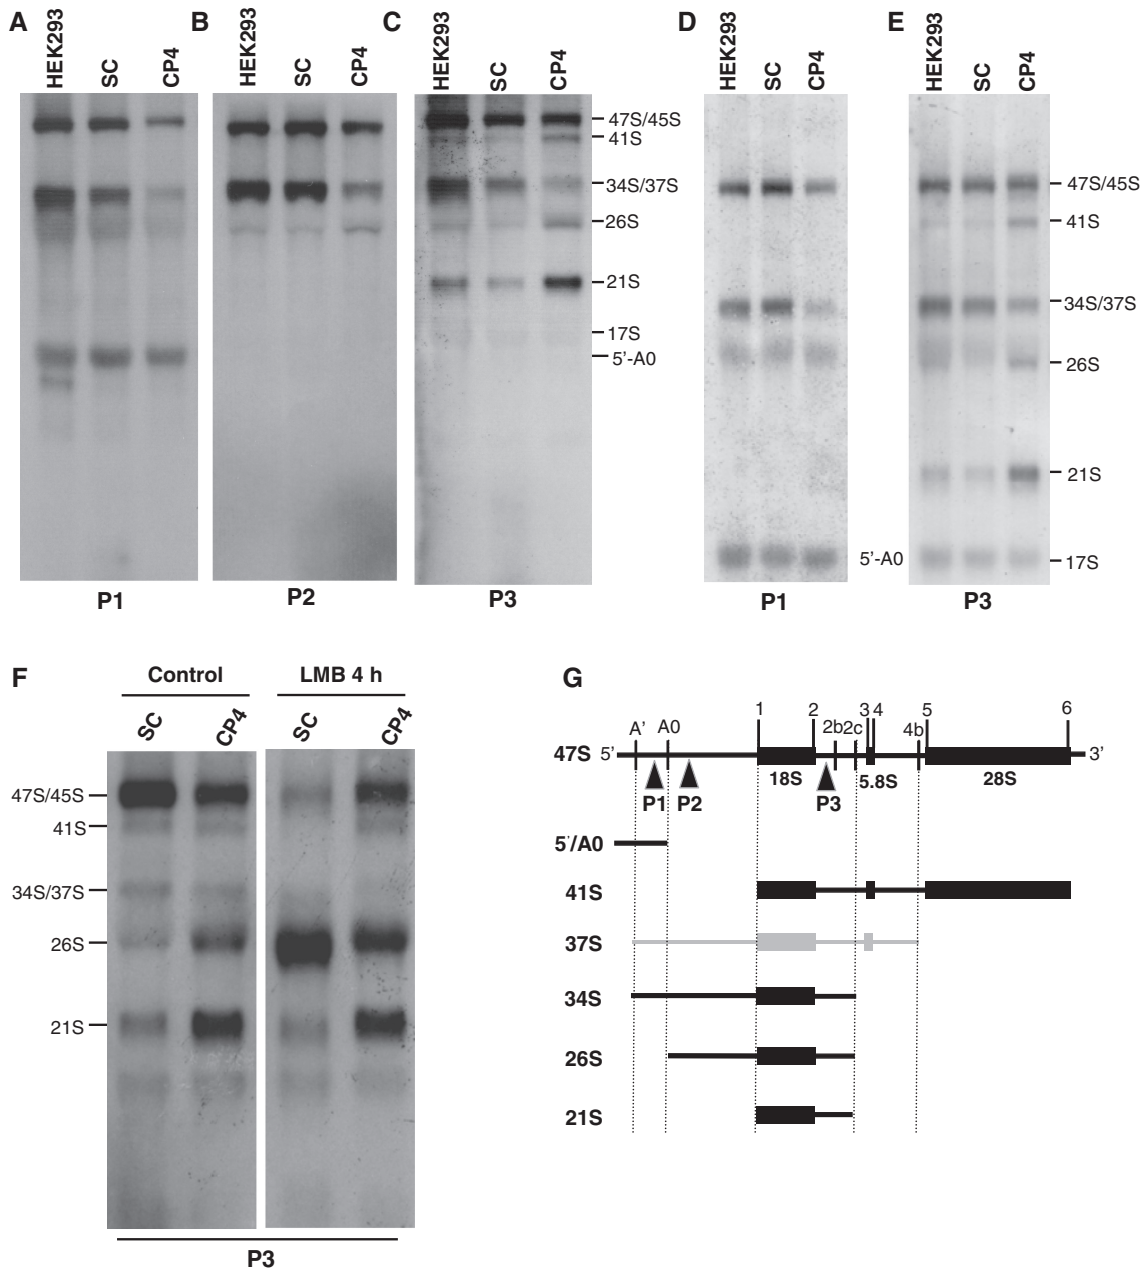 A
HEK293
SC
CP4
B
HEK293
SC
CP4
C
HEK293
SC
CP4
47S/45S
41S
34S/37S
26S
21S
17S
5'-A0
P1
P2
P3
D
HEK293
SC
CP4
5'-A0
P1
E
HEK293
SC
CP4
47S/45S
41S
34S/37S
26S
21S
17S
P3
F
Control
LMB 4 h
SC
CP4
SC
CP4
47S/45S
41S
34S/37S
26S
21S
P3
G
1 2 3 4 5 6
A' A0 2b 2c 4b
47S 5' 3'
18S 5.8S 28S
P1 P2 P3
5'/A0
41S
37S
34S
26S
21S